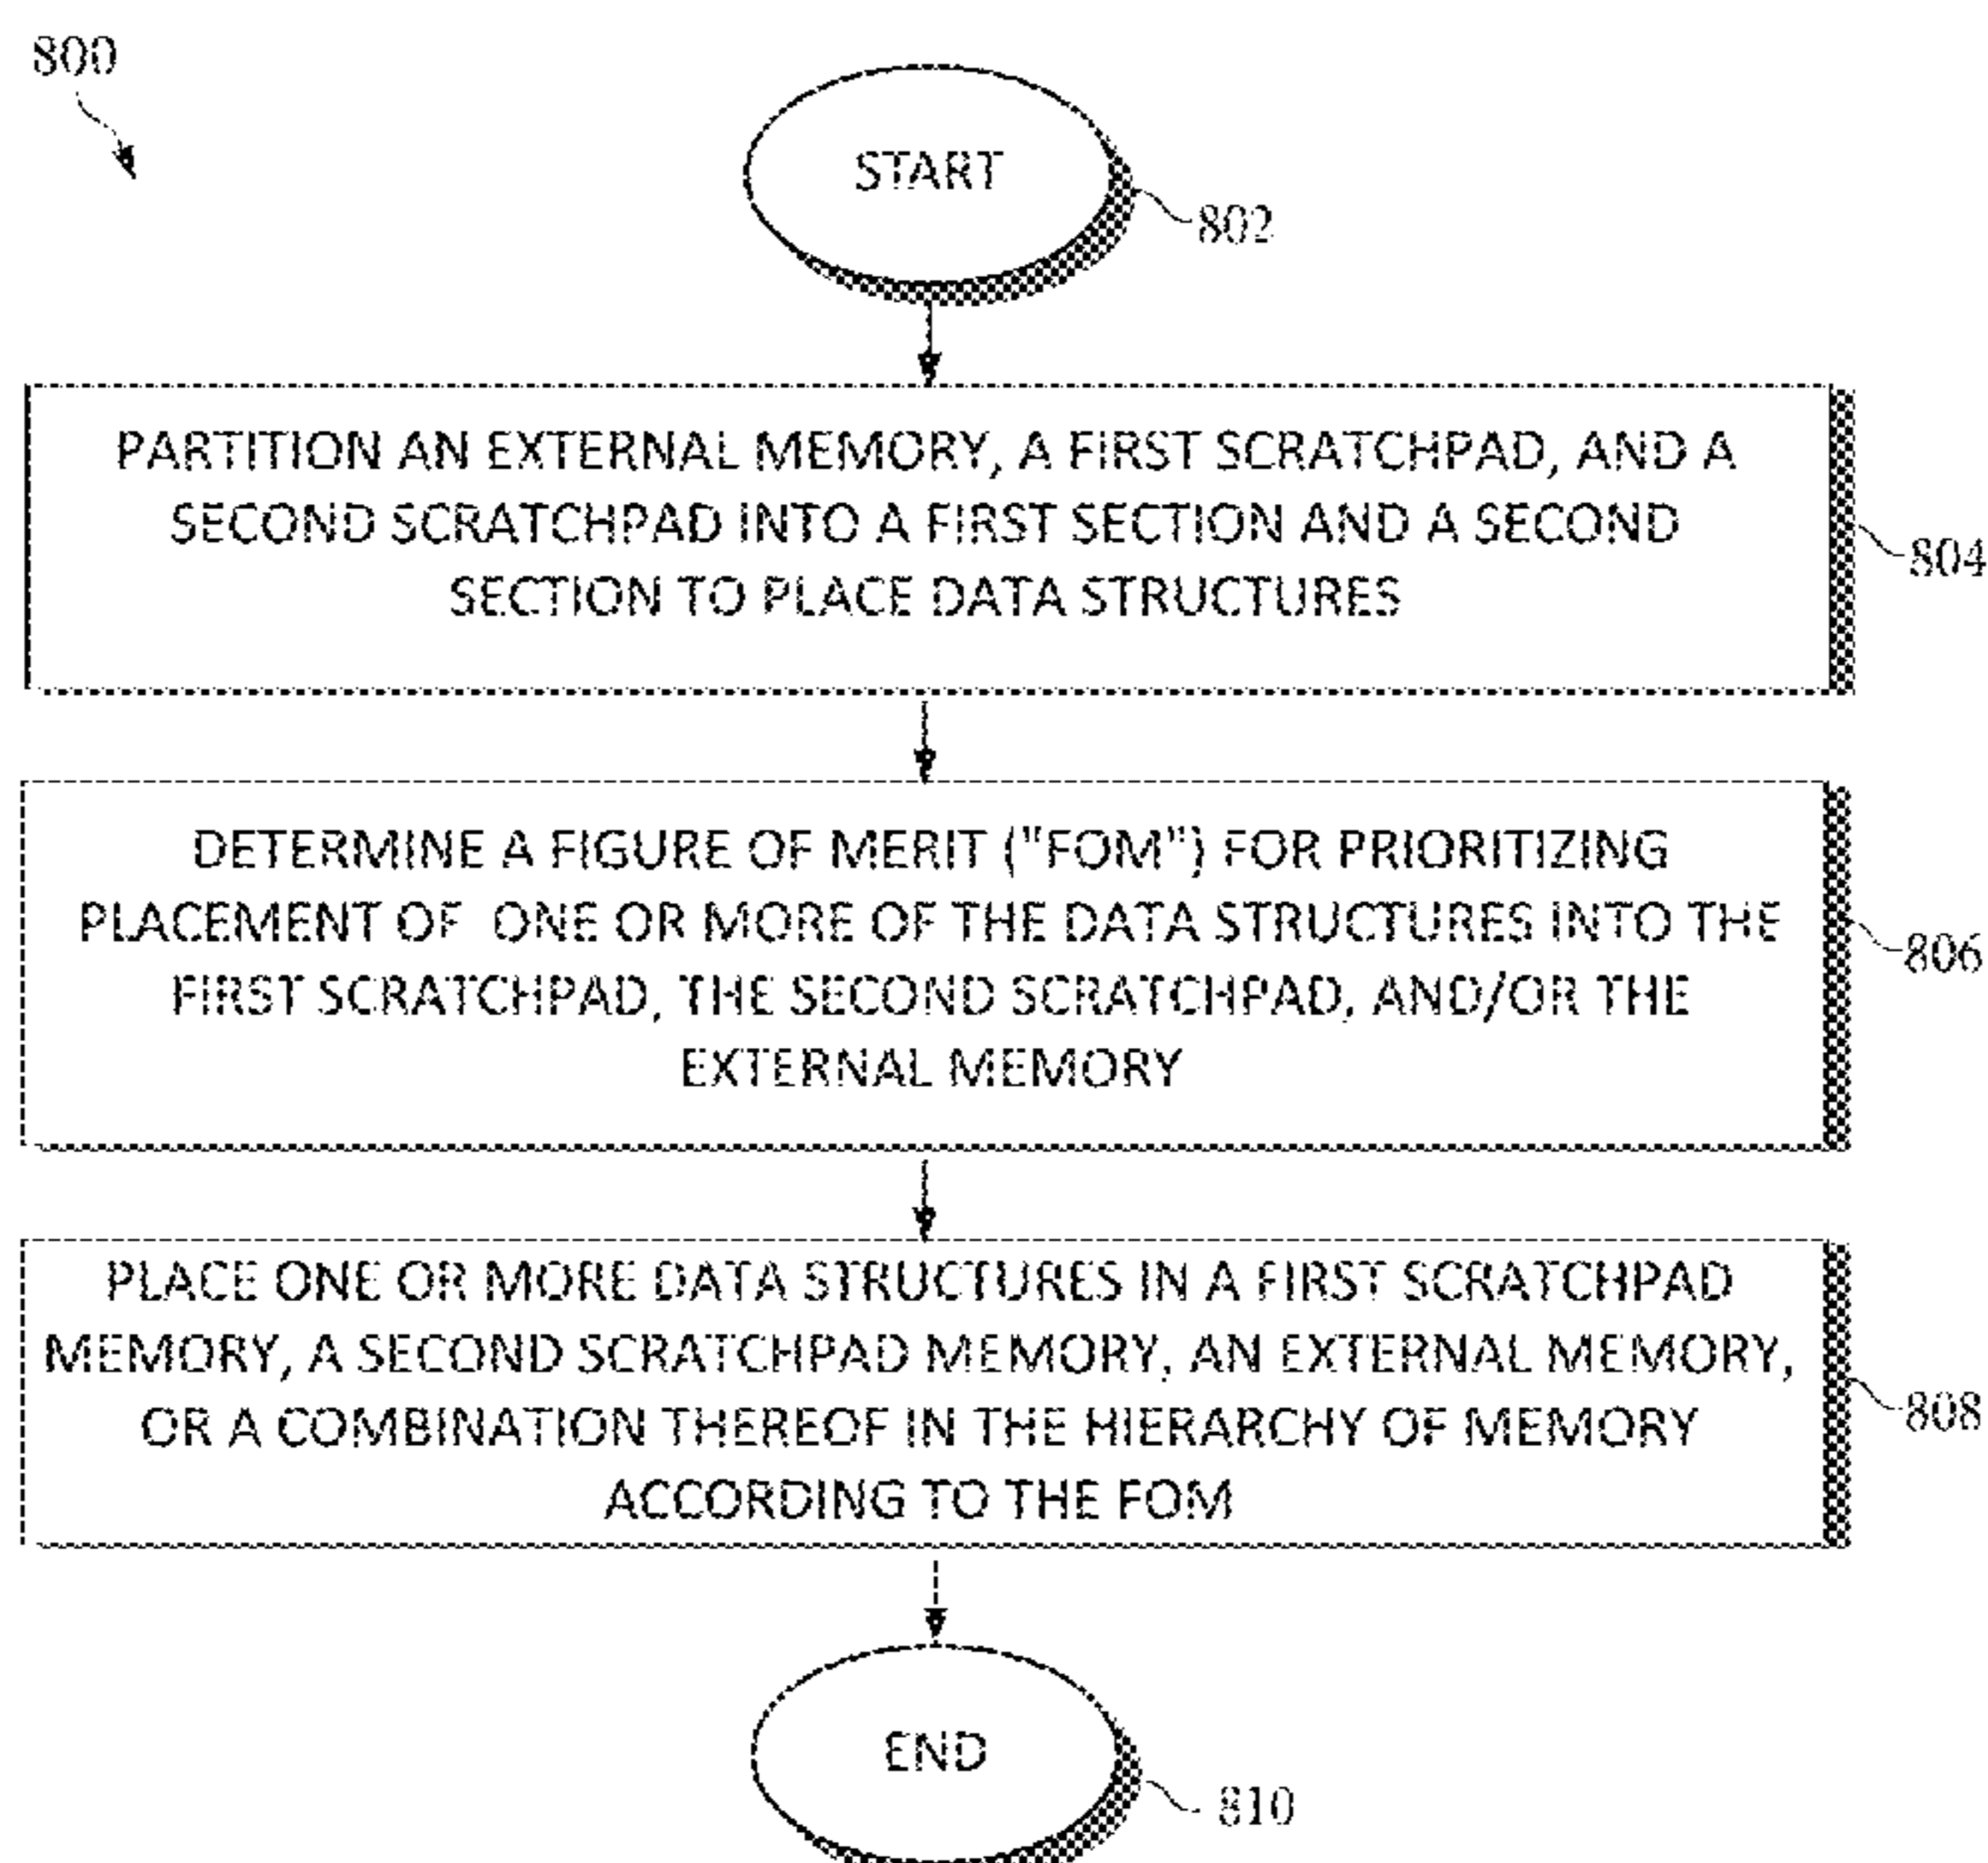 800
START
802
PARTITION AN EXTERNAL MEMORY, A FIRST SCRATCHPAD, AND A
SECOND SCRATCHPAD INTO A FIRST SECTION AND A SECOND
SECTION TO PLACE DATA STRUCTURES
804
DETERMINE A FIGURE OF MERIT ("FOM") FOR PRIORITIZING
PLACEMENT OF ONE OR MORE OF THE DATA STRUCTURES INTO THE
FIRST SCRATCHPAD, THE SECOND SCRATCHPAD, AND/OR THE
EXTERNAL MEMORY
806
PLACE ONE OR MORE DATA STRUCTURES IN A FIRST SCRATCHPAD
MEMORY, A SECOND SCRATCHPAD MEMORY, AN EXTERNAL MEMORY,
OR A COMBINATION THEREOF IN THE HIERARCHY OF MEMORY
ACCORDING TO THE FOM
808
END
810